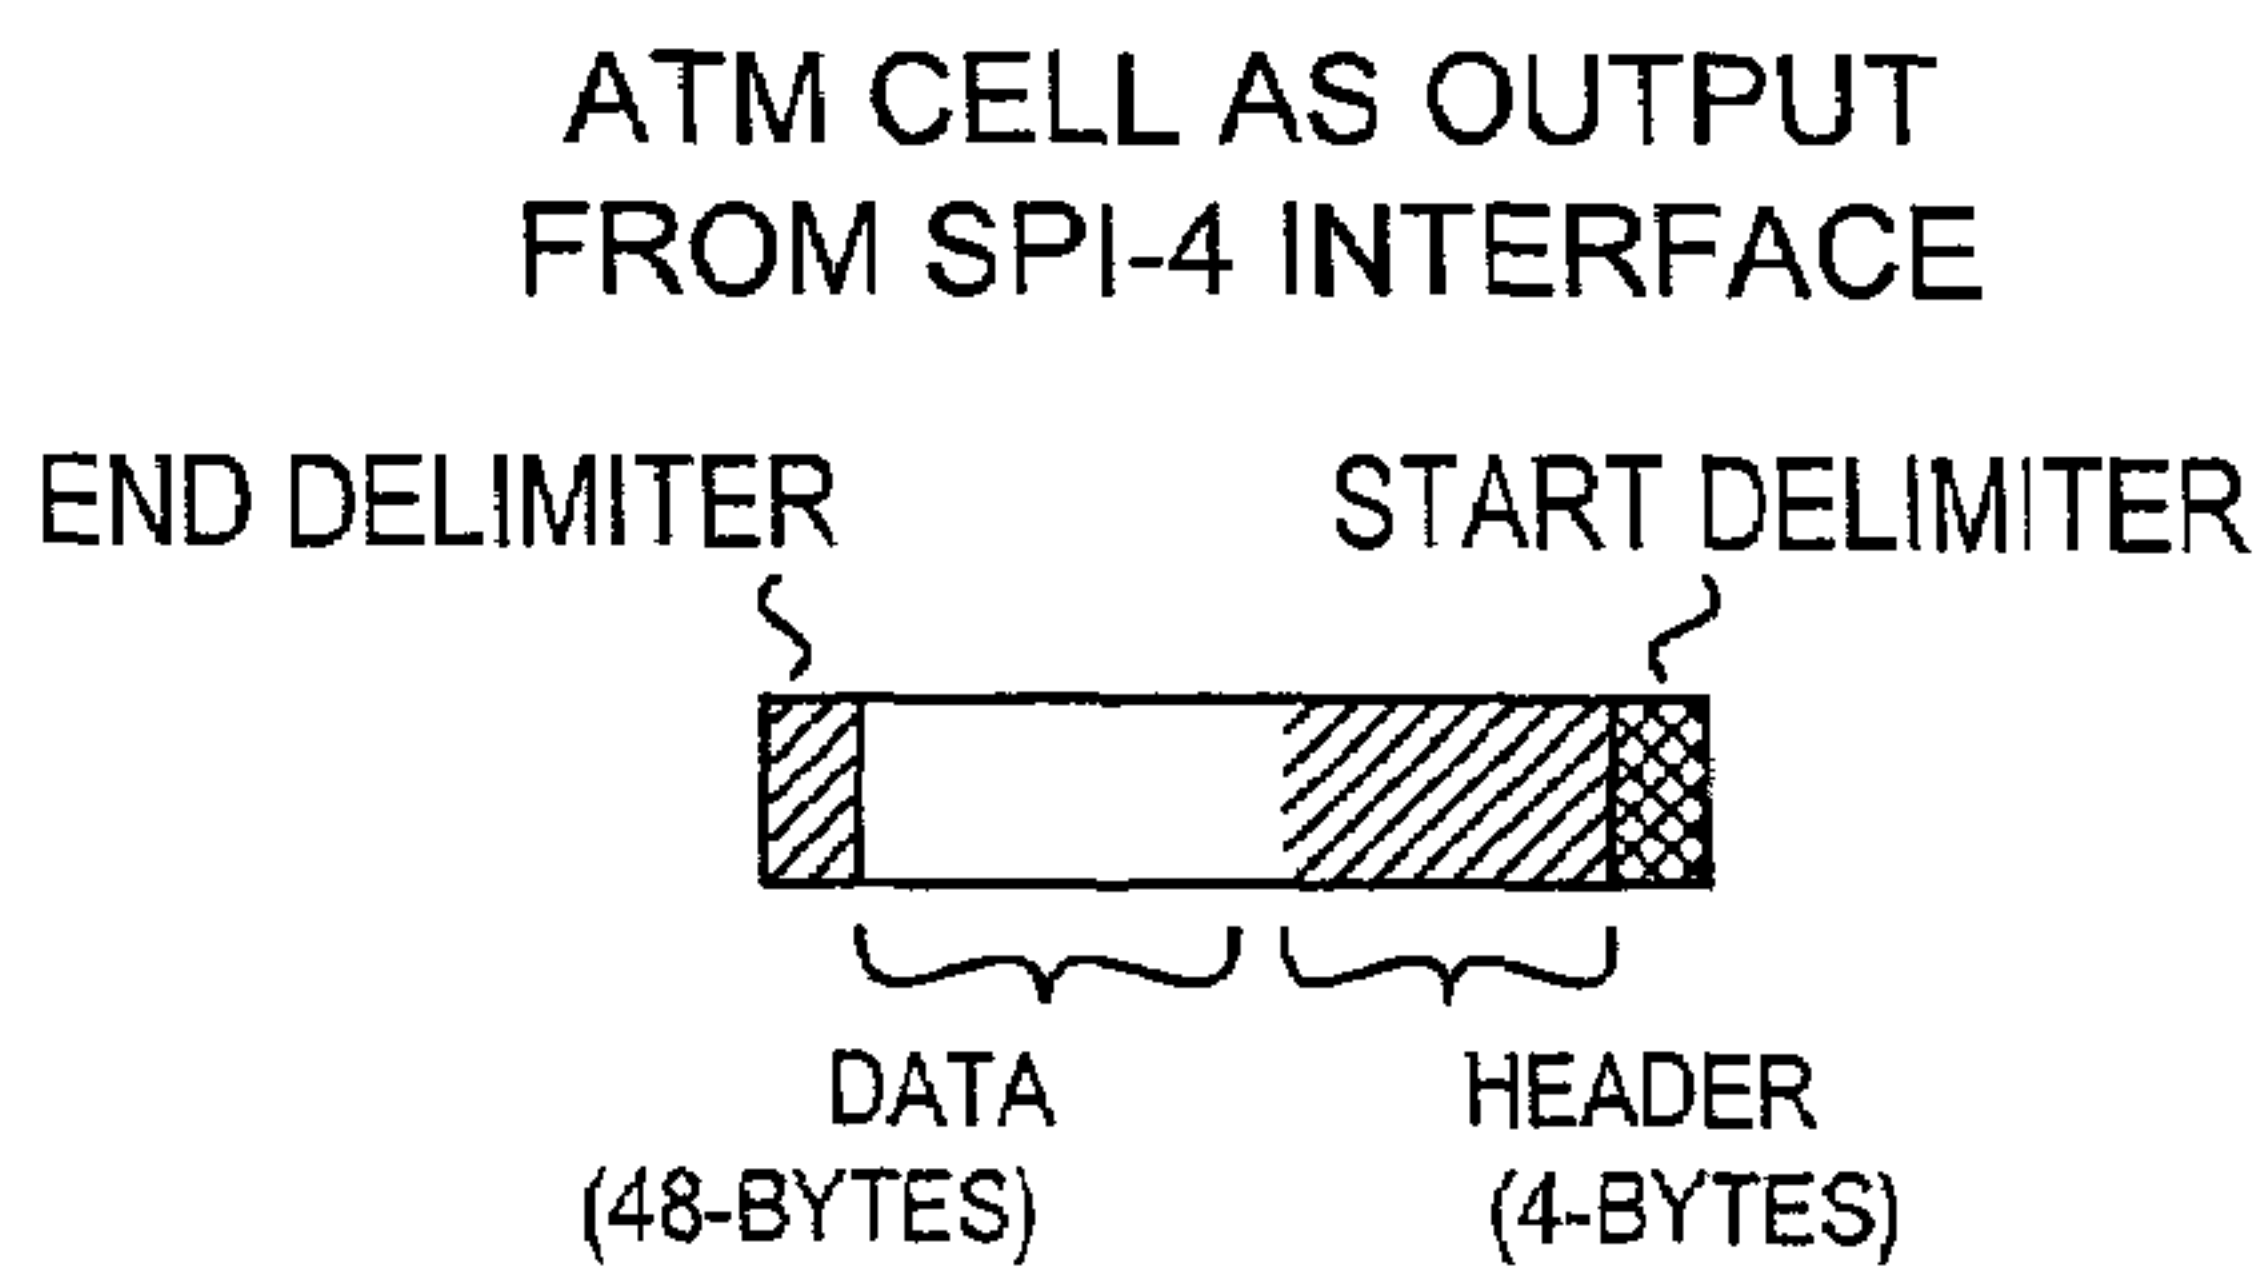 ATM CELL AS OUTPUT
FROM SPI-4 INTERFACE
END DELIMITER
START DELIMITER
DATA
(48-BYTES)
HEADER
(4-BYTES)